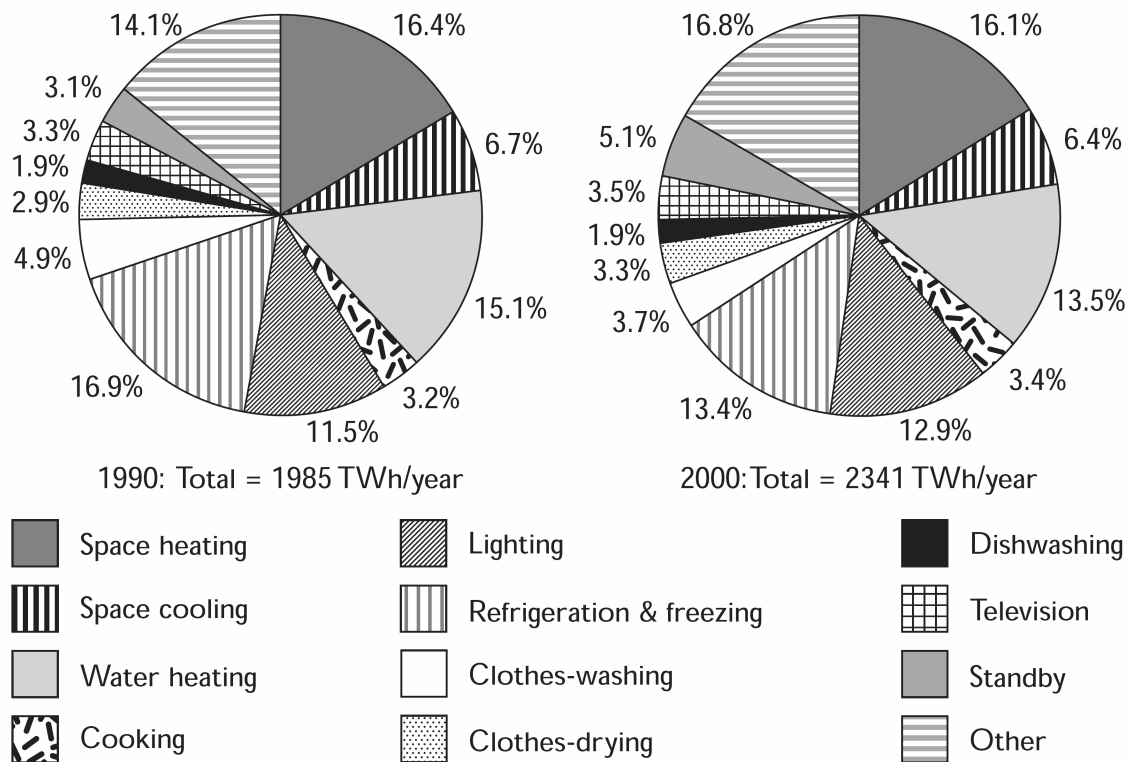 14.1%
16.4%
3.1%
3.3%
1.9%
2.9%
4.9%
16.9%
11.5%
3.2%
15.1%
6.7%
1990: Total = 1985 TWh/year
16.8%
16.1%
5.1%
3.5%
1.9%
3.3%
3.7%
13.4%
12.9%
3.4%
13.5%
6.4%
2000: Total = 2341 TWh/year
Space heating
Space cooling
Water heating
Cooking
Lighting
Refrigeration & freezing
Clothes-washing
Clothes-drying
Dishwashing
Television
Standby
Other